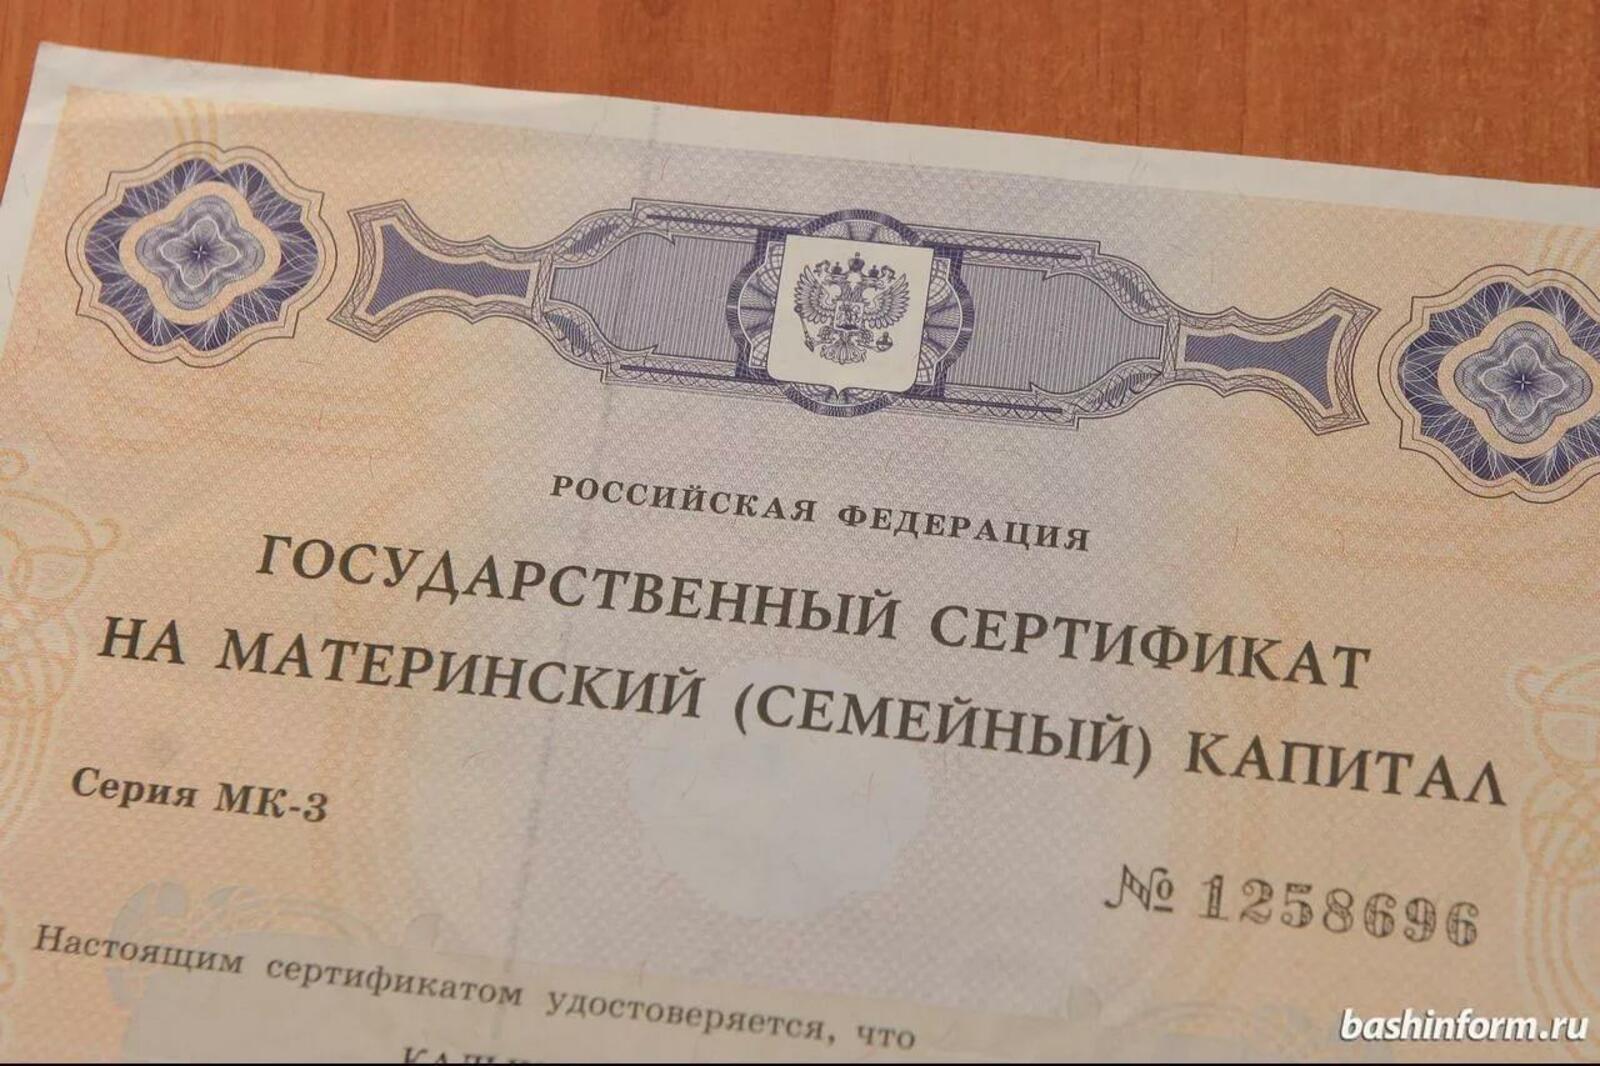 РОССИЙСКАЯ ФЕДЕРАЦИЯ
ГОСУДАРСТВЕННЫЙ СЕРТИФИКАТ
НА МАТЕРИНСКИЙ (СЕМЕЙНЫЙ) КАПИТАЛ
Серия МК-3
№ 1258696
Настоящим сертификатом удостоверяется, что
bashinform.ru